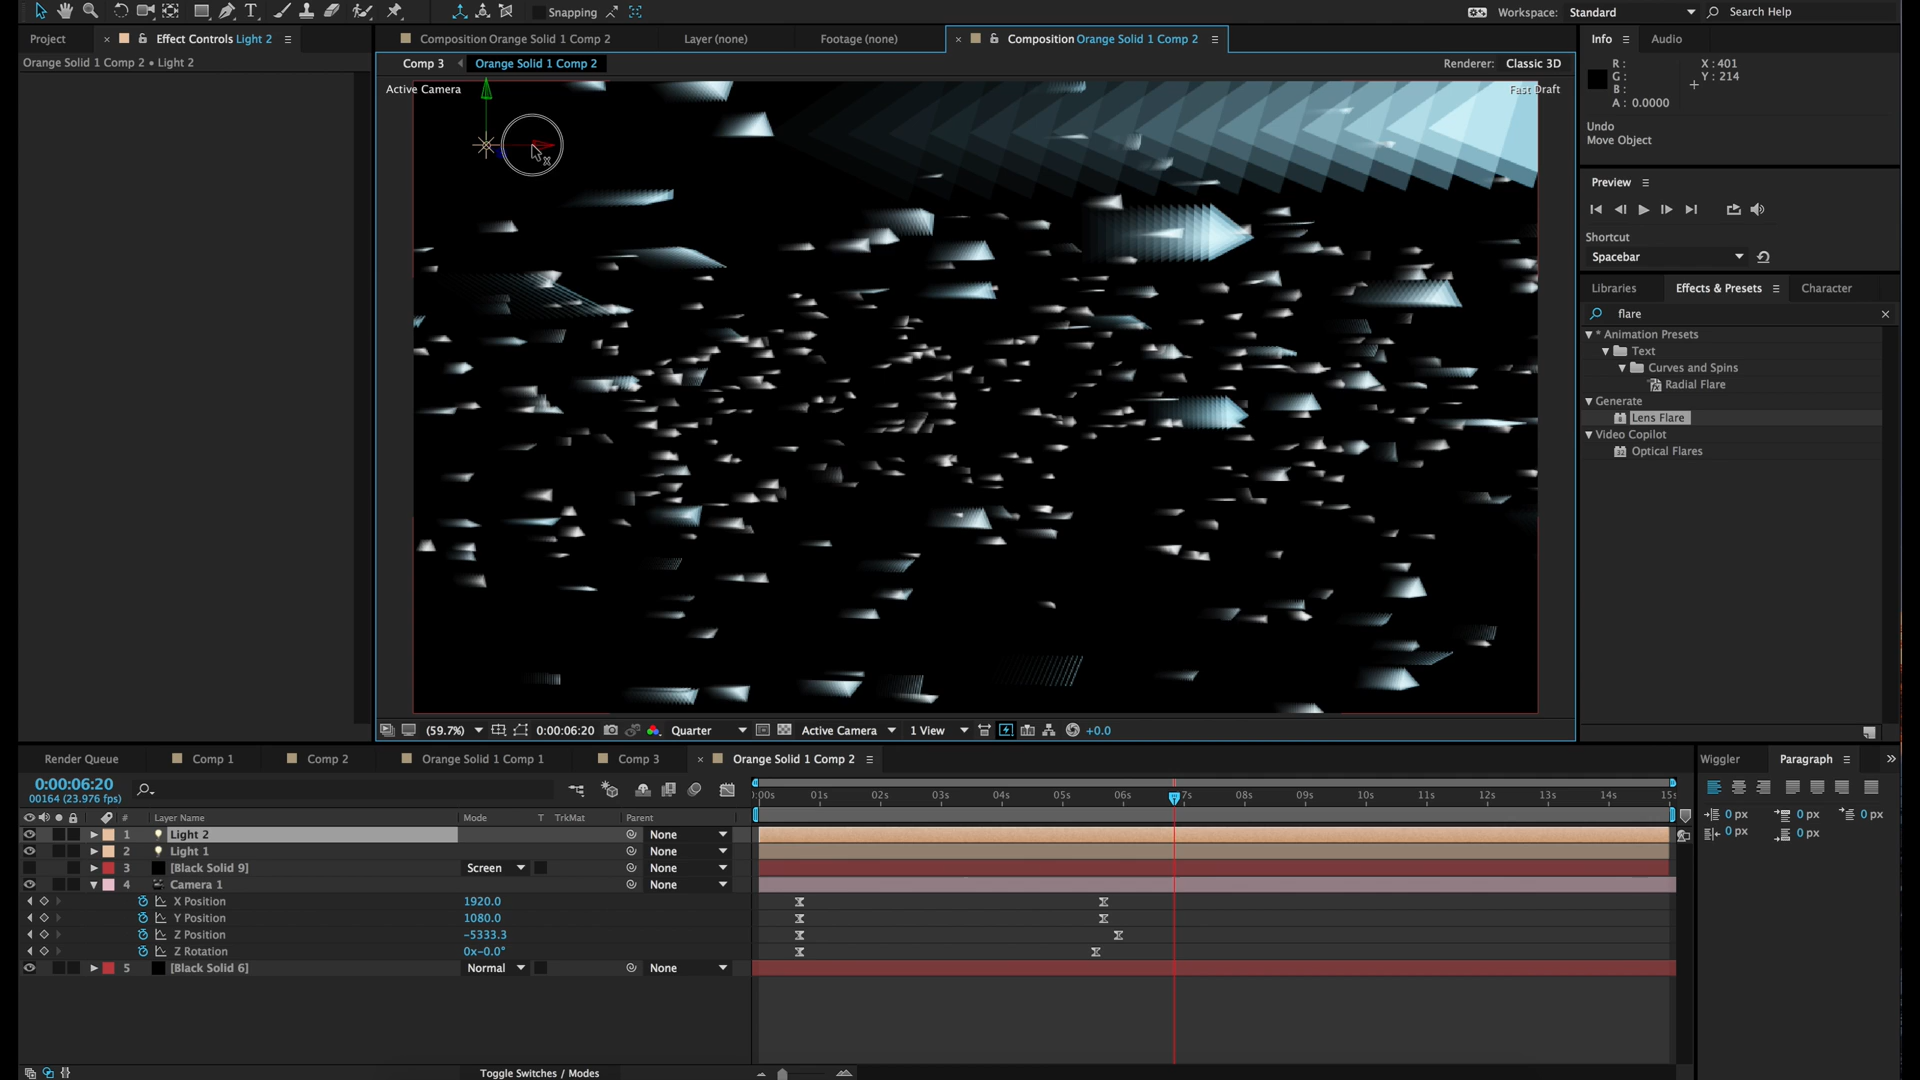 Snapping
Workspace: Standard
Search Help
Project
Effect Controls Light 2
Composition Orange Solid 1 Comp 2
Layer (none)
Footage (none)
Composition Orange Solid 1 Comp 2
Info
Audio
Orange Solid 1 Comp 2 • Light 2
Comp 3
Orange Solid 1 Comp 2
Renderer: Classic 3D
R :
G :
B :
A : 0.0000
X : 401
Y : 214
Active Camera
Fast Draft
Undo
Move Object
Preview
Shortcut
Spacebar
Libraries
Effects & Presets
Character
flare
* Animation Presets
Text
Curves and Spins
Radial Flare
Generate
Lens Flare
Video Copilot
32
Optical Flares
(59.7%)
0:00:06:20
Quarter
Active Camera
1 View
+0.0
Render Queue
Comp 1
Comp 2
Orange Solid 1 Comp 1
Comp 3
Orange Solid 1 Comp 2
Wiggler
Paragraph
0:00:06:20
00164 (23.976 fps)
:00s 01s 02s 03s 04s 05s 06s 7s 08s 09s 10s 11s 12s 13s 14s 15s
# Layer Name Mode T TrkMat Parent
1 Light 2 None
2 Light 1 None
3 [Black Solid 9] Screen None
4 Camera 1 None
X Position 1920.0
Y Position 1080.0
Z Position -5333.3
Z Rotation 0x-0.0°
5 [Black Solid 6] Normal None
0 px 0 px 0 px
0 px 0 px
Toggle Switches / Modes